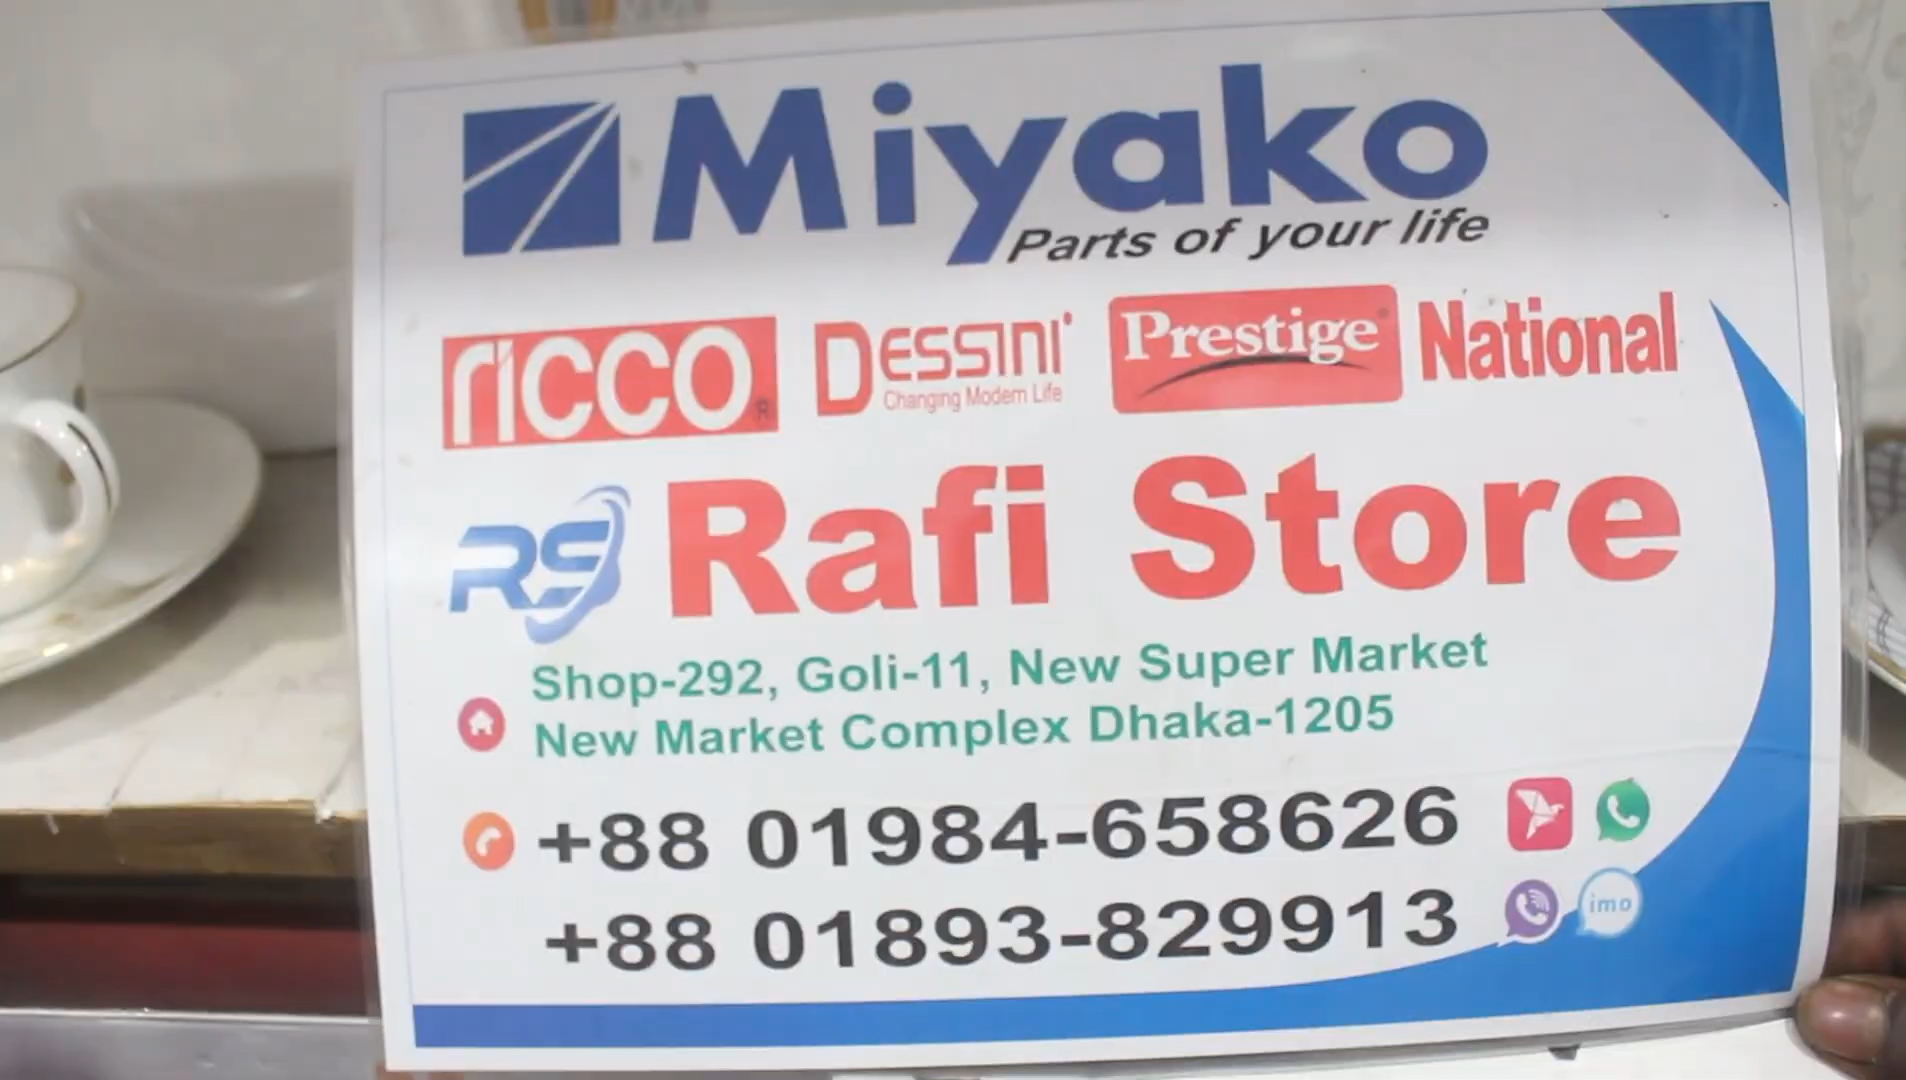 Miyako
Parts of your life
RICCO ®
DESSINI
Changing Modern Life
Prestige
National
RS Rafi Store
Shop-292, Goli-11, New Super Market
New Market Complex Dhaka-1205
+88 01984-658626
+88 01893-829913
imo